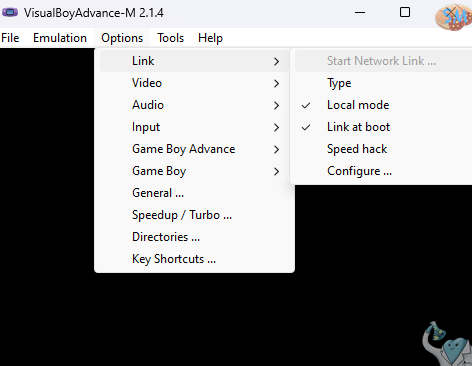 VisualBoyAdvance-M 2.1.4
File Emulation Options Tools Help
Link
Video
Audio
Input
Game Boy Advance
Game Boy
General ...
Speedup / Turbo ...
Directories ...
Key Shortcuts ...
Start Network Link ...
Type
Local mode
Link at boot
Speed hack
Configure ...